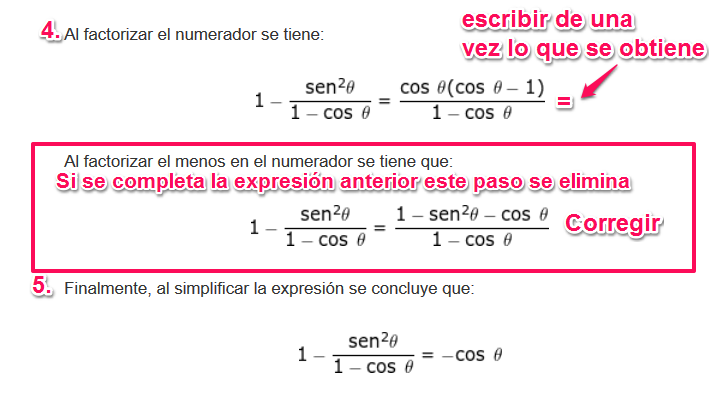 escribir de una
vez lo que se obtiene
4. Al factorizar el numerador se tiene:
1 − sen²θ / (1 − cos θ) = cos θ(cos θ − 1) / (1 − cos θ) =
Al factorizar el menos en el numerador se tiene que:
Si se completa la expresión anterior este paso se elimina
1 − sen²θ / (1 − cos θ) = (1 − sen²θ − cos θ) / (1 − cos θ) Corregir
5. Finalmente, al simplificar la expresión se concluye que:
1 − sen²θ / (1 − cos θ) = −cos θ